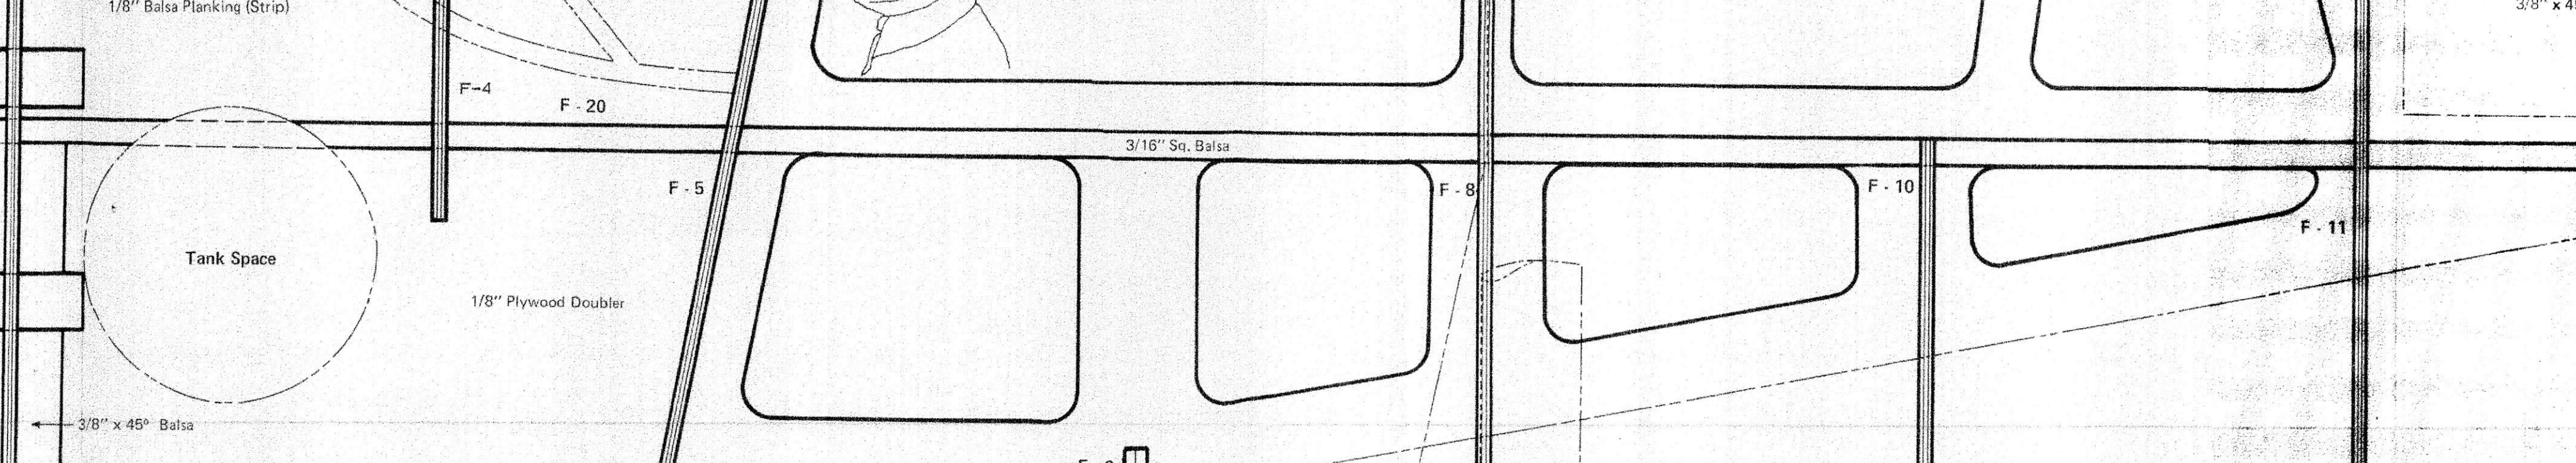 1/8" Balsa Planking (Strip)
F-4
F - 20
3/16" Sq. Balsa
F - 5
F - 8
F - 10
F - 11
Tank Space
1/8" Plywood Doubler
3/8" x 45° Balsa